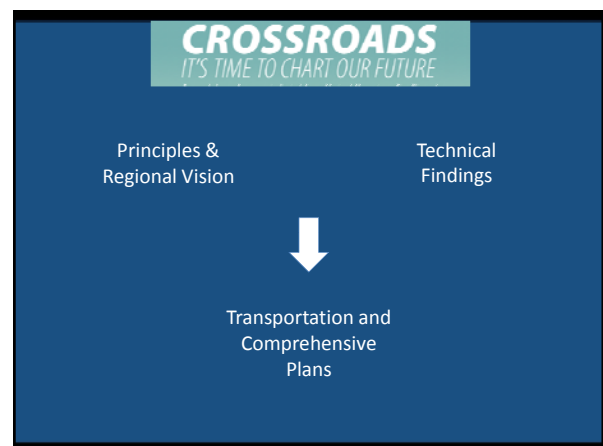 CROSSROADS
IT'S TIME TO CHART OUR FUTURE
Principles &
Regional Vision
Technical
Findings
Transportation and
Comprehensive
Plans